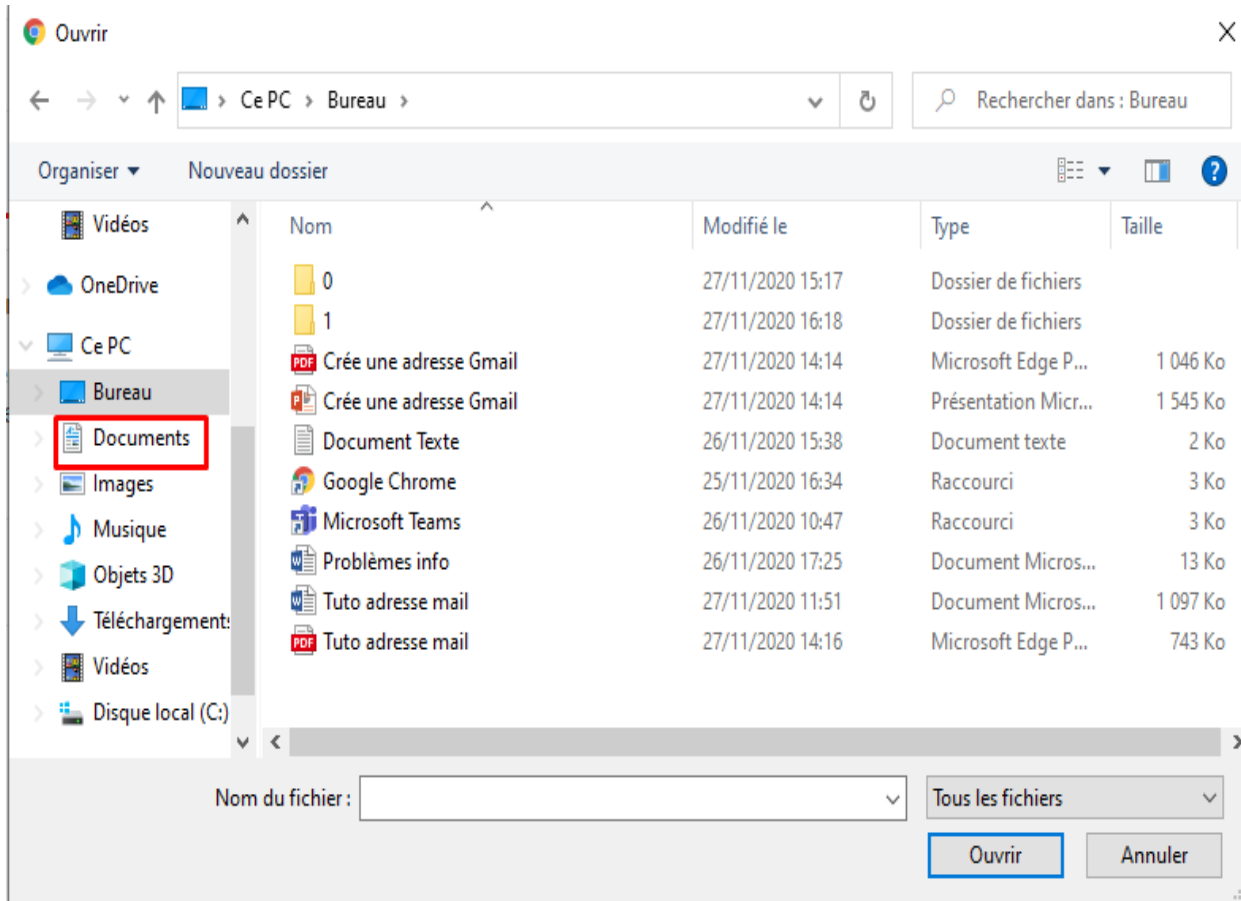 Ouvrir
Ce PC > Bureau >
Rechercher dans : Bureau
Organiser
Nouveau dossier
Vidéos
OneDrive
Ce PC
Bureau
Documents
Images
Musique
Objets 3D
Téléchargements
Vidéos
Disque local (C:)
Nom Modifié le Type Taille
0 27/11/2020 15:17 Dossier de fichiers
1 27/11/2020 16:18 Dossier de fichiers
PDF Crée une adresse Gmail 27/11/2020 14:14 Microsoft Edge P... 1 046 Ko
Crée une adresse Gmail 27/11/2020 14:14 Présentation Micr... 1 545 Ko
Document Texte 26/11/2020 15:38 Document texte 2 Ko
Google Chrome 25/11/2020 16:34 Raccourci 3 Ko
Microsoft Teams 26/11/2020 10:47 Raccourci 3 Ko
Problèmes info 26/11/2020 17:25 Document Micros... 13 Ko
Tuto adresse mail 27/11/2020 11:51 Document Micros... 1 097 Ko
PDF Tuto adresse mail 27/11/2020 14:16 Microsoft Edge P... 743 Ko
Nom du fichier :
Tous les fichiers
Ouvrir
Annuler